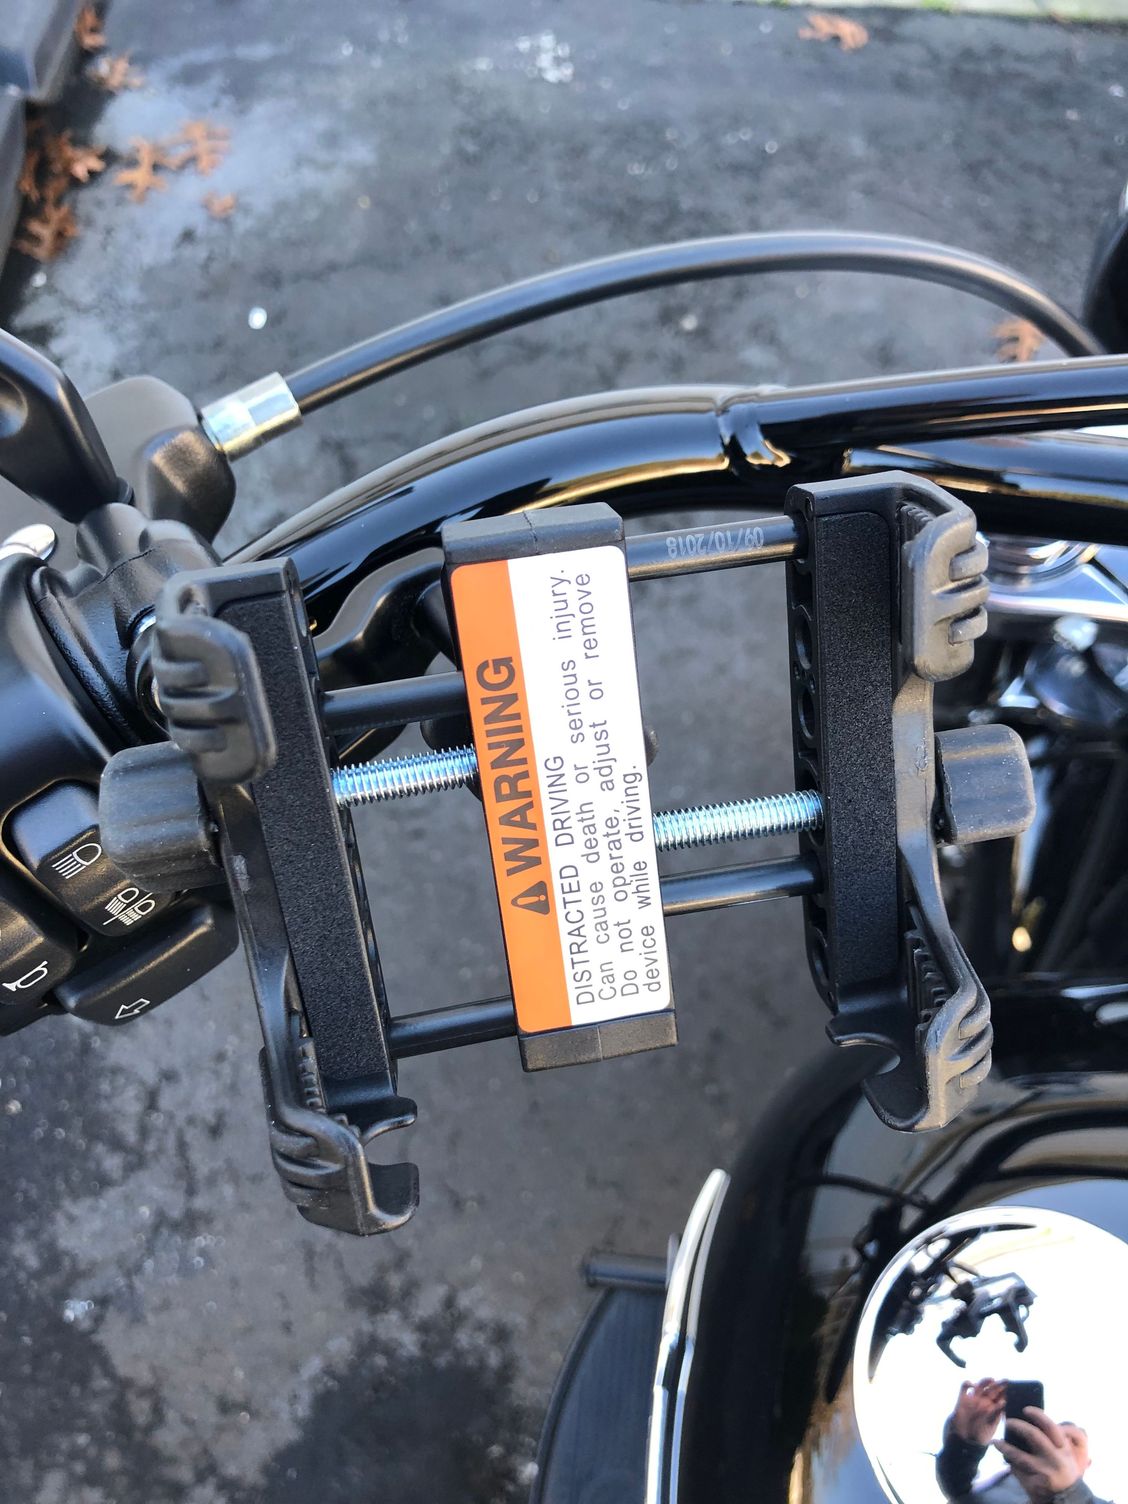 ⚠ WARNING
DISTRACTED DRIVING
Can cause death or serious injury.
Do not operate, adjust or remove
device while driving.
09/10/2018